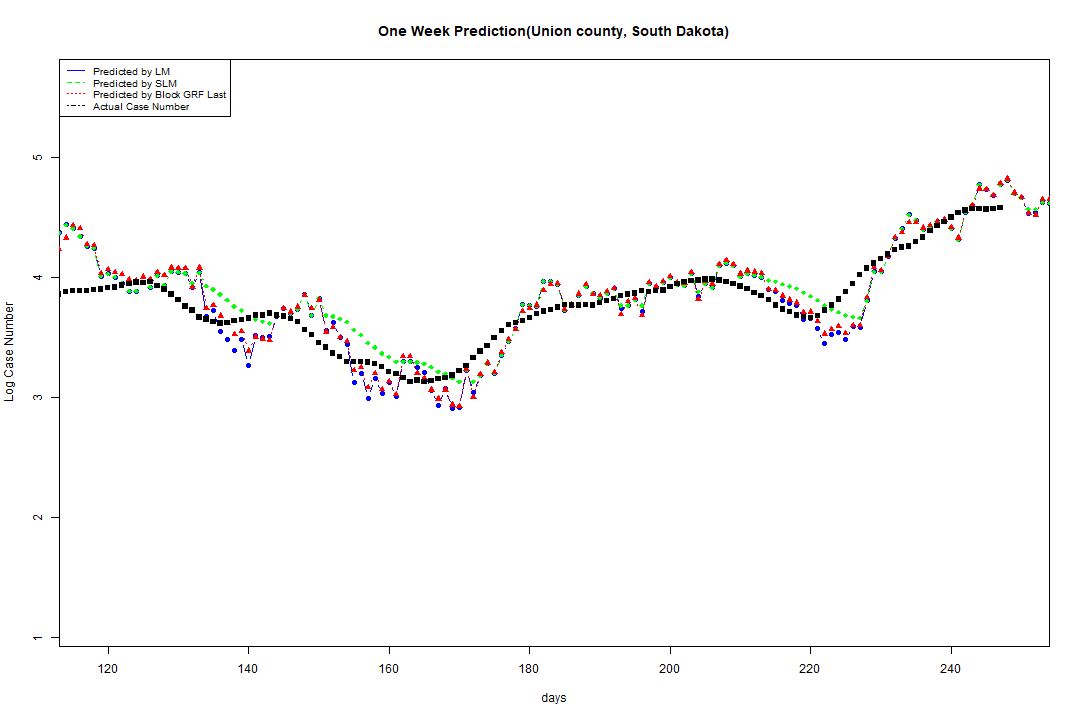 One Week Prediction(Union county, South Dakota)
Predicted by LM
Predicted by SLM
Predicted by Block GRF Last
Actual Case Number
5
4
3
2
1
Log Case Number
120 140 160 180 200 220 240
days